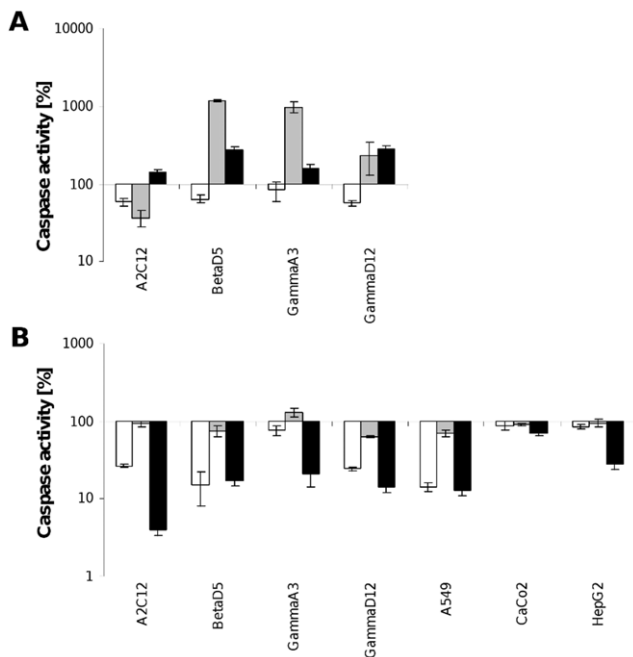 A
Caspase activity [%]
10000
1000
100
10
A2C12
BetaD5
GammaA3
GammaD12
B
Caspase activity [%]
1000
100
10
1
A2C12
BetaD5
GammaA3
GammaD12
A549
CaCo2
HepG2